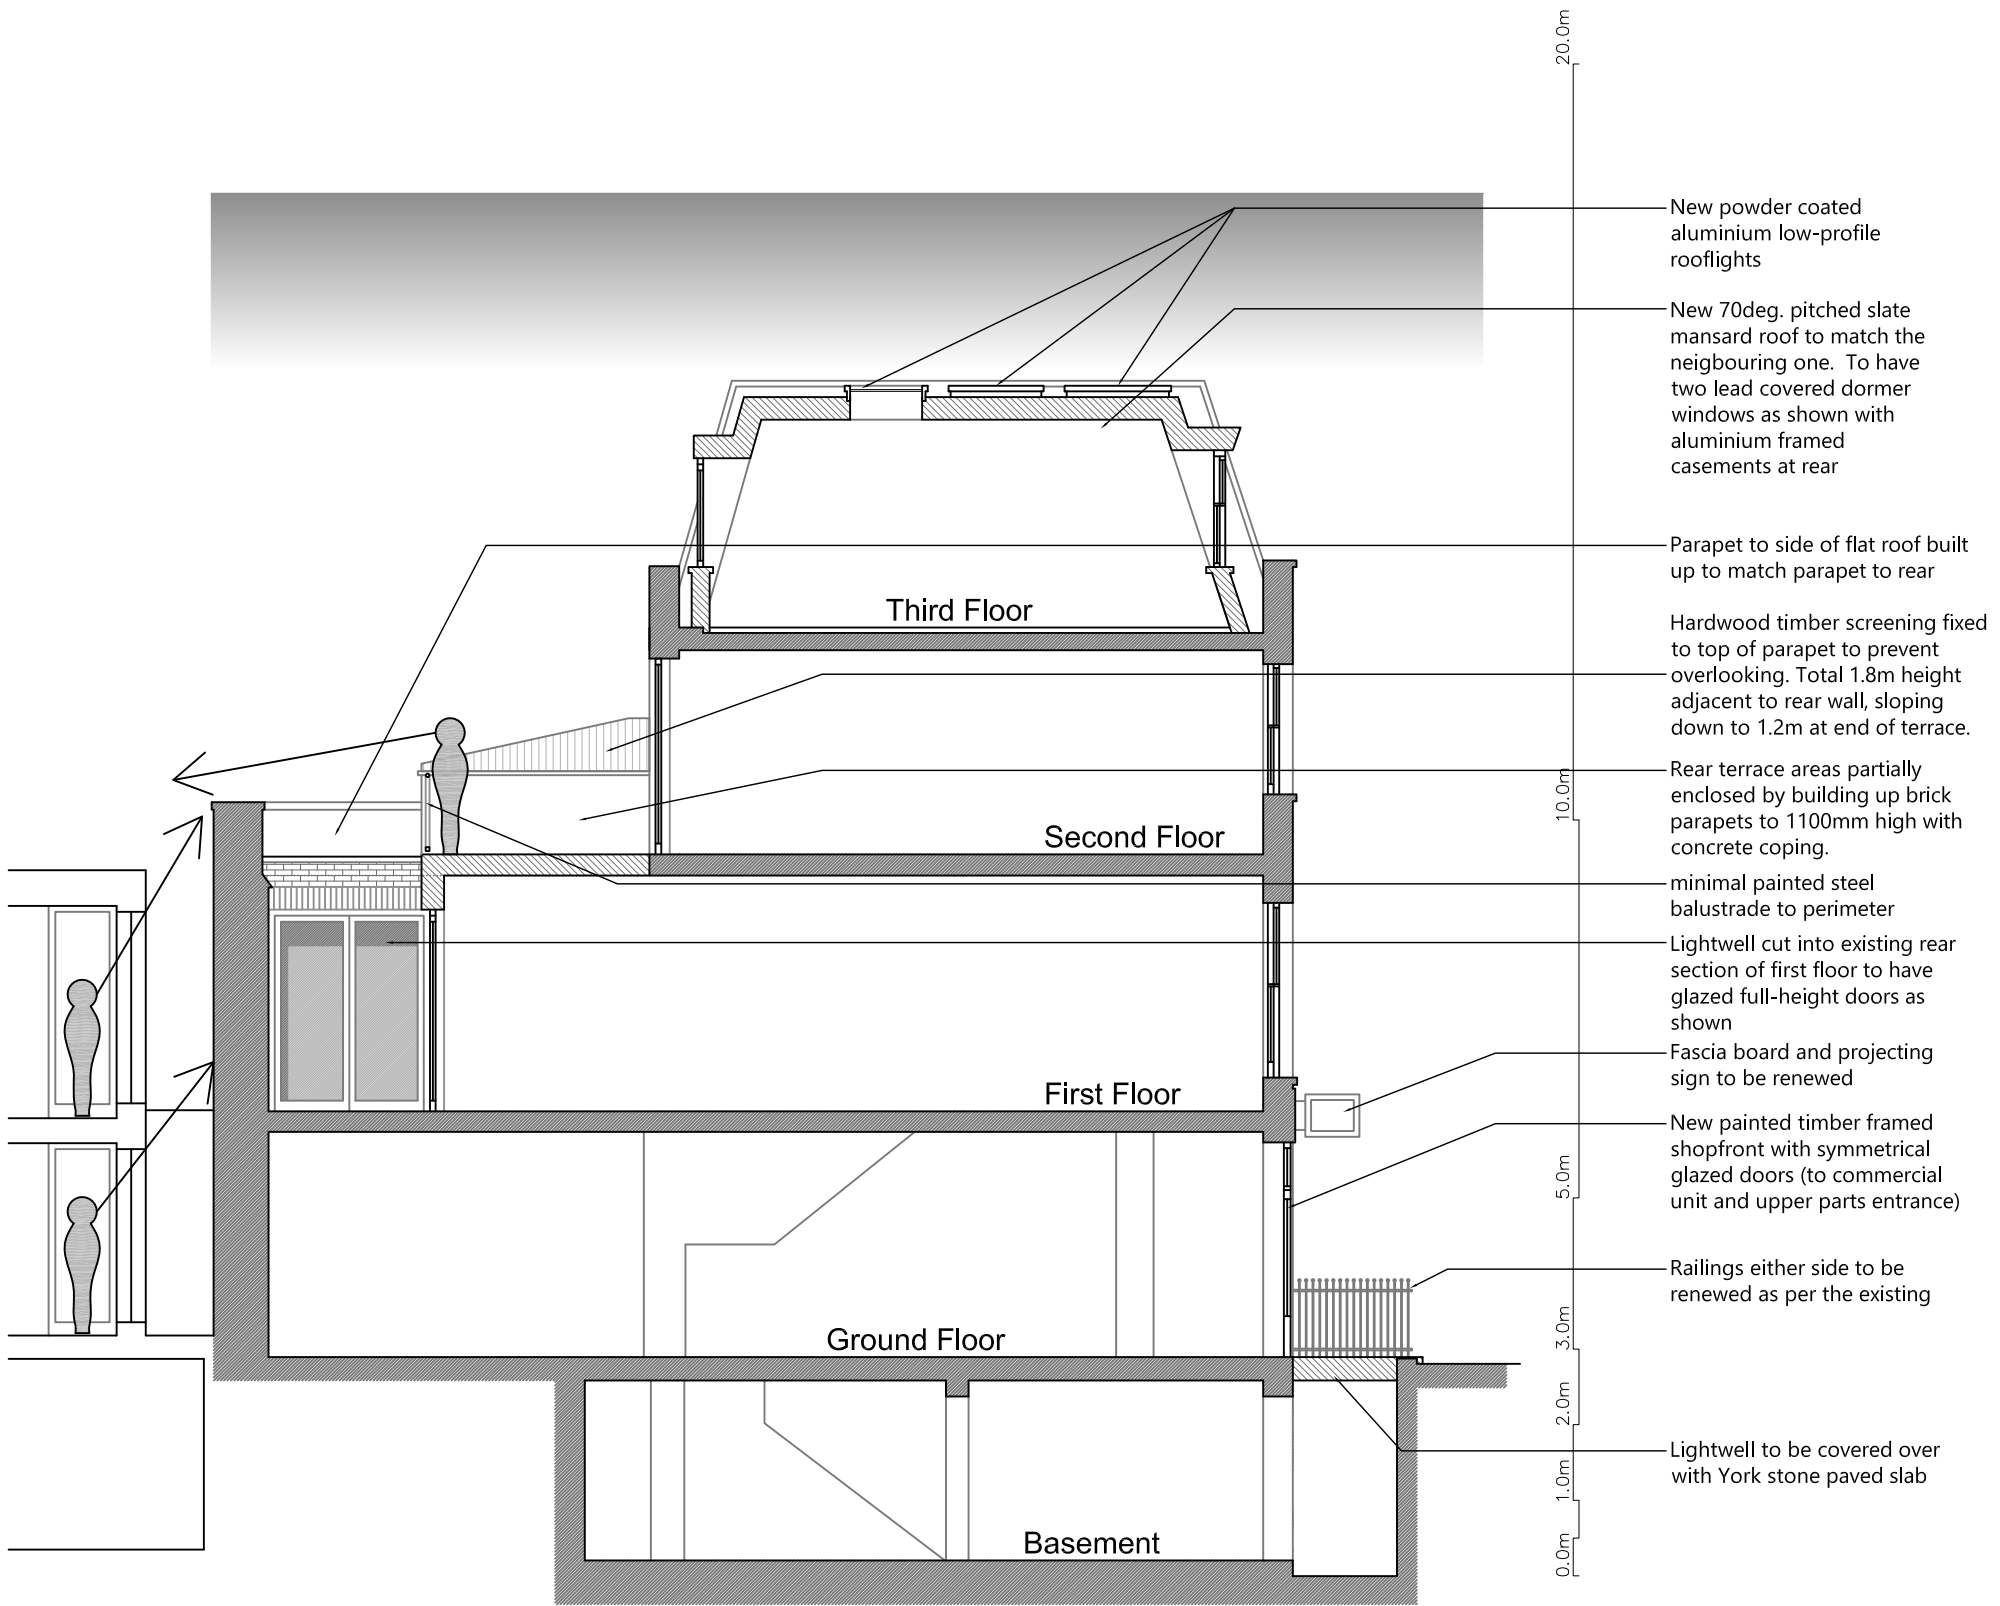 20.0m
New powder coated
aluminium low-profile
rooflights
New 70deg. pitched slate
mansard roof to match the
neigbouring one.  To have
two lead covered dormer
windows as shown with
aluminium framed
casements at rear
Parapet to side of flat roof built
up to match parapet to rear
Third Floor
Hardwood timber screening fixed
to top of parapet to prevent
overlooking. Total 1.8m height
adjacent to rear wall, sloping
down to 1.2m at end of terrace.
10.0m
Rear terrace areas partially
enclosed by building up brick
parapets to 1100mm high with
concrete coping.
Second Floor
minimal painted steel
balustrade to perimeter
Lightwell cut into existing rear
section of first floor to have
glazed full-height doors as
shown
Fascia board and projecting
sign to be renewed
First Floor
New painted timber framed
shopfront with symmetrical
glazed doors (to commercial
unit and upper parts entrance)
5.0m
Railings either side to be
renewed as per the existing
Ground Floor
3.0m
2.0m
Lightwell to be covered over
with York stone paved slab
1.0m
Basement
0.0m